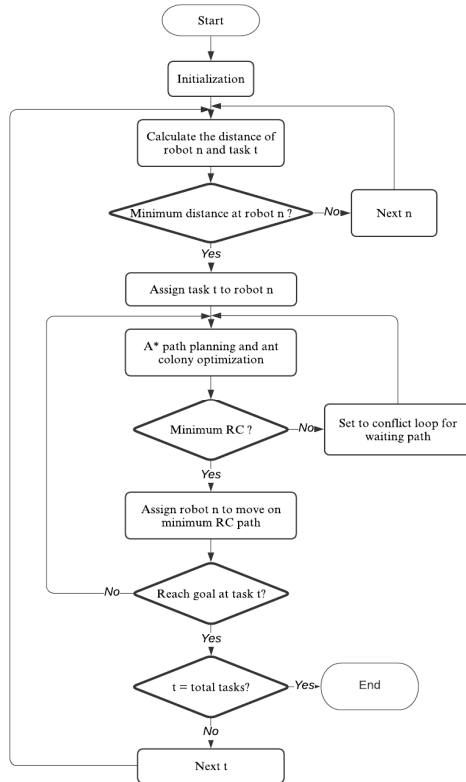 Start
Initialization
Calculate the distance of
robot n and task t
Minimum distance at robot n ?
No
Next n
Yes
Assign task t to robot n
A* path planning and ant
colony optimization
Minimum RC ?
No
Set to conflict loop for
waiting path
Yes
Assign robot n to move on
minimum RC path
No
Reach goal at task t?
Yes
t = total tasks?
Yes
End
No
Next t